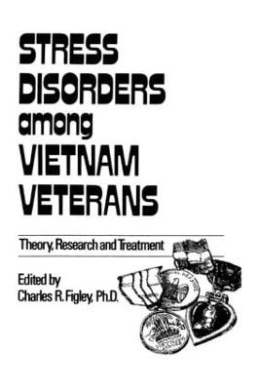 STRESS
DISORDERS
among
VIETNAM
VETERANS
Theory, Research and Treatment
Edited by
Charles R. Figley, Ph.D.